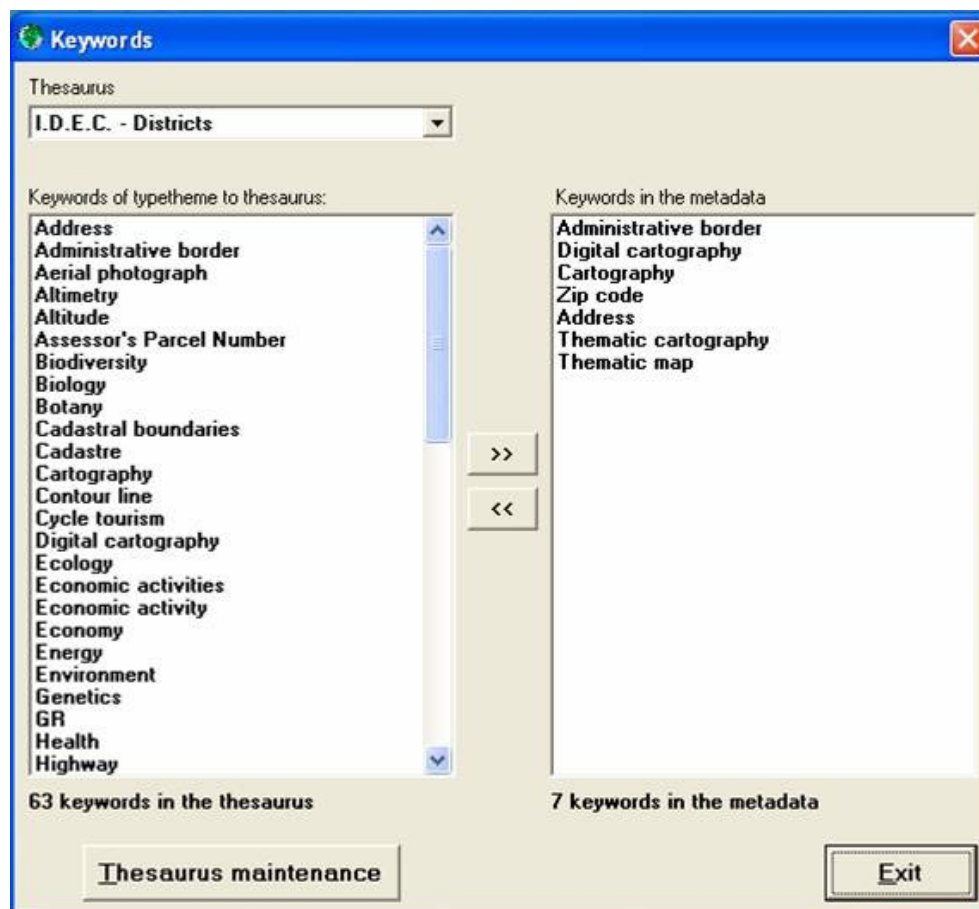 Keywords
Thesaurus
I.D.E.C. - Districts
Keywords of typetheme to thesaurus:
Address
Administrative border
Aerial photograph
Altimetry
Altitude
Assessor's Parcel Number
Biodiversity
Biology
Botany
Cadastral boundaries
Cadastre
Cartography
Contour line
Cycle tourism
Digital cartography
Ecology
Economic activities
Economic activity
Economy
Energy
Environment
Genetics
GR
Health
Highway
63 keywords in the thesaurus
>>
<<
Keywords in the metadada
Administrative border
Digital cartography
Cartography
Zip code
Address
Thematic cartography
Thematic map
7 keywords in the metadada
Thesaurus maintenance
Exit